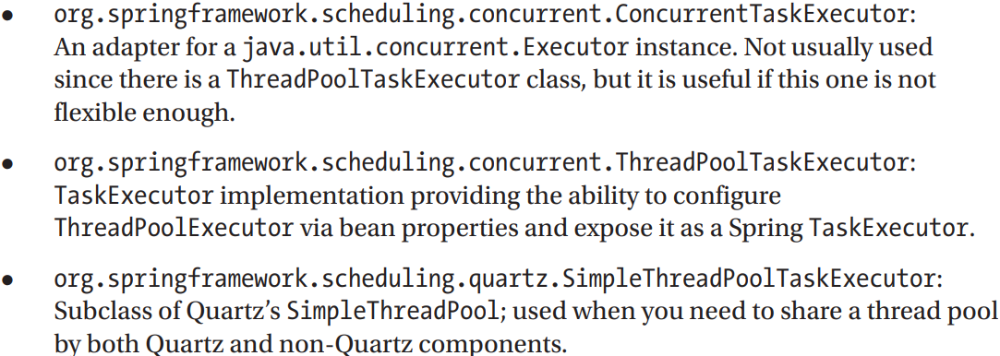 • org.springframework.scheduling.concurrent.ConcurrentTaskExecutor:
An adapter for a java.util.concurrent.Executor instance. Not usually used
since there is a ThreadPoolTaskExecutor class, but it is useful if this one is not
flexible enough.
• org.springframework.scheduling.concurrent.ThreadPoolTaskExecutor:
TaskExecutor implementation providing the ability to configure
ThreadPoolExecutor via bean properties and expose it as a Spring TaskExecutor.
• org.springframework.scheduling.quartz.SimpleThreadPoolTaskExecutor:
Subclass of Quartz’s SimpleThreadPool; used when you need to share a thread pool
by both Quartz and non-Quartz components.